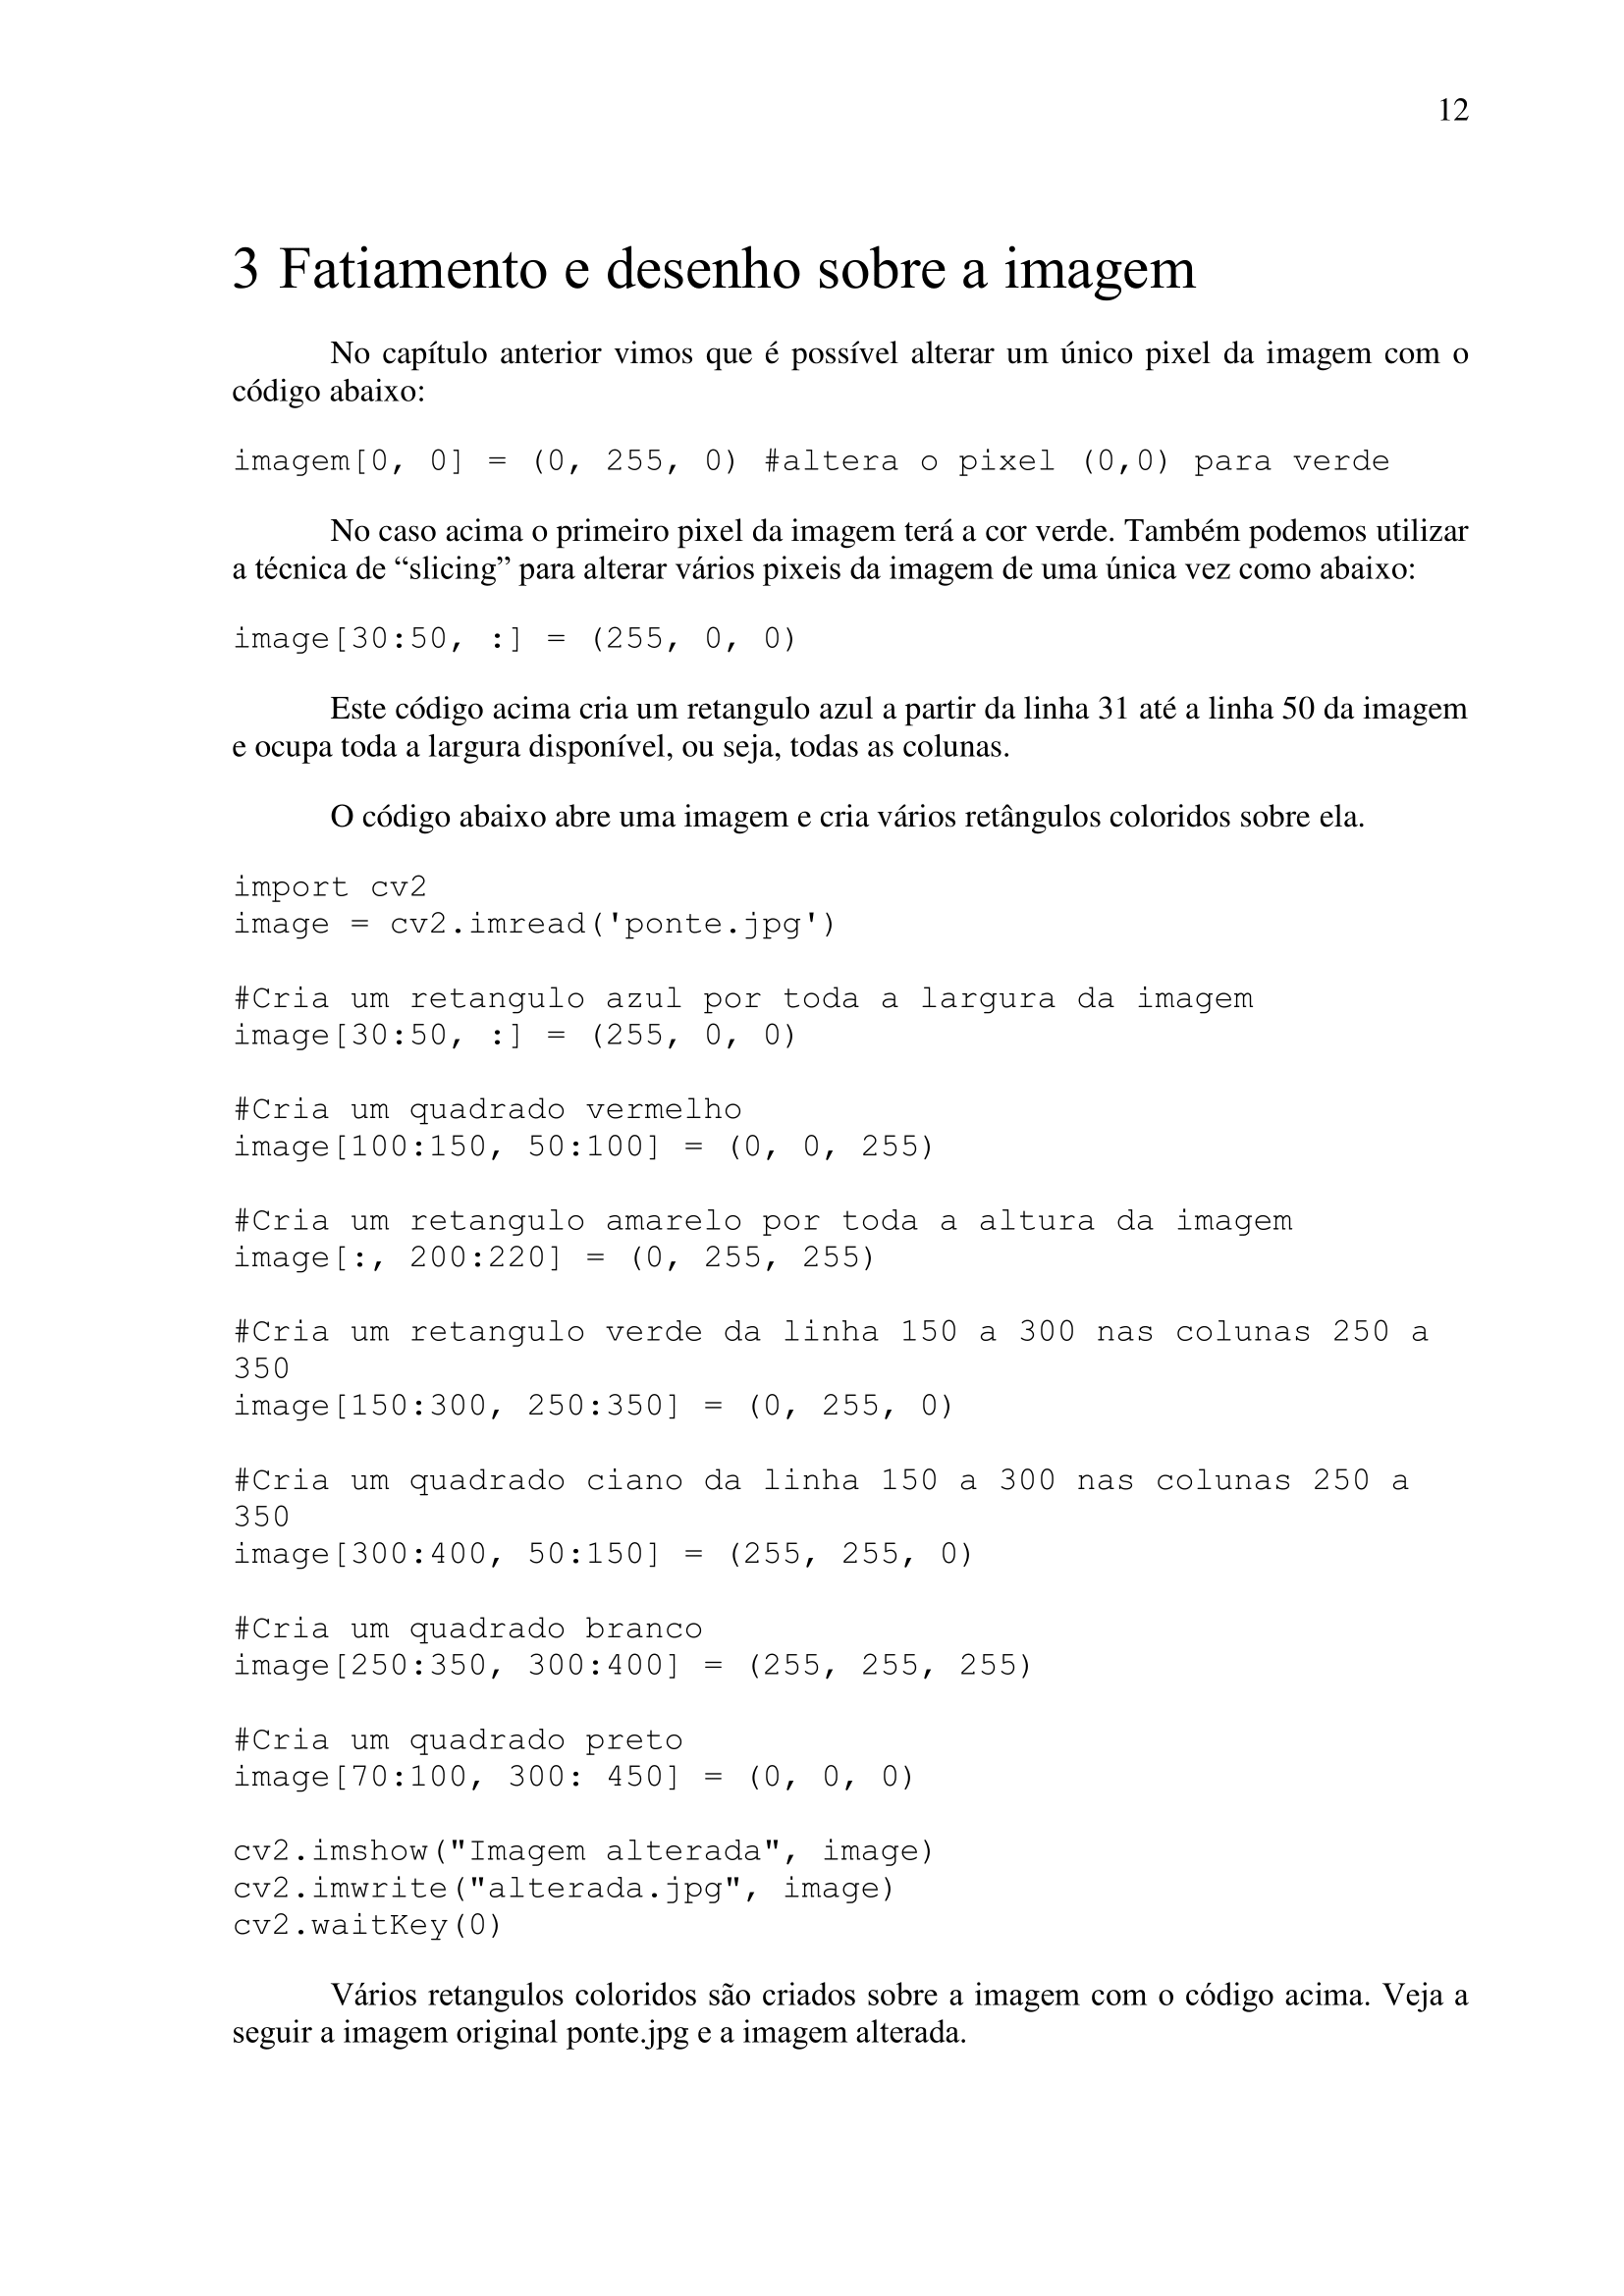 12
3 Fatiamento e desenho sobre a imagem
No capítulo anterior vimos que é possível alterar um único pixel da imagem com o
código abaixo:
imagem[0, 0] = (0, 255, 0) #altera o pixel (0,0) para verde
No caso acima o primeiro pixel da imagem terá a cor verde. Também podemos utilizar
a técnica de “slicing” para alterar vários pixeis da imagem de uma única vez como abaixo:
image[30:50, :] = (255, 0, 0)
Este código acima cria um retangulo azul a partir da linha 31 até a linha 50 da imagem
e ocupa toda a largura disponível, ou seja, todas as colunas.
O código abaixo abre uma imagem e cria vários retângulos coloridos sobre ela.
import cv2
image = cv2.imread('ponte.jpg')
#Cria um retangulo azul por toda a largura da imagem
image[30:50, :] = (255, 0, 0)
#Cria um quadrado vermelho
image[100:150, 50:100] = (0, 0, 255)
#Cria um retangulo amarelo por toda a altura da imagem
image[:, 200:220] = (0, 255, 255)
#Cria um retangulo verde da linha 150 a 300 nas colunas 250 a
350
image[150:300, 250:350] = (0, 255, 0)
#Cria um quadrado ciano da linha 150 a 300 nas colunas 250 a
350
image[300:400, 50:150] = (255, 255, 0)
#Cria um quadrado branco
image[250:350, 300:400] = (255, 255, 255)
#Cria um quadrado preto
image[70:100, 300: 450] = (0, 0, 0)
cv2.imshow("Imagem alterada", image)
cv2.imwrite("alterada.jpg", image)
cv2.waitKey(0)
Vários retangulos coloridos são criados sobre a imagem com o código acima. Veja a
seguir a imagem original ponte.jpg e a imagem alterada.